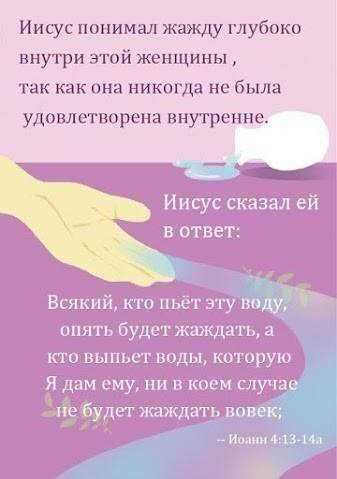 Иисус понимал жажду глубоко
внутри этой женщины ,
так как она никогда не была
удовлетворена внутренне.
Иисус сказал ей
в ответ:
Всякий, кто пьёт эту воду,
опять будет жаждать, а
кто выпьет воды, которую
Я дам ему, ни в коем случае
не будет жаждать вовек;
-- Иоанн 4:13-14а